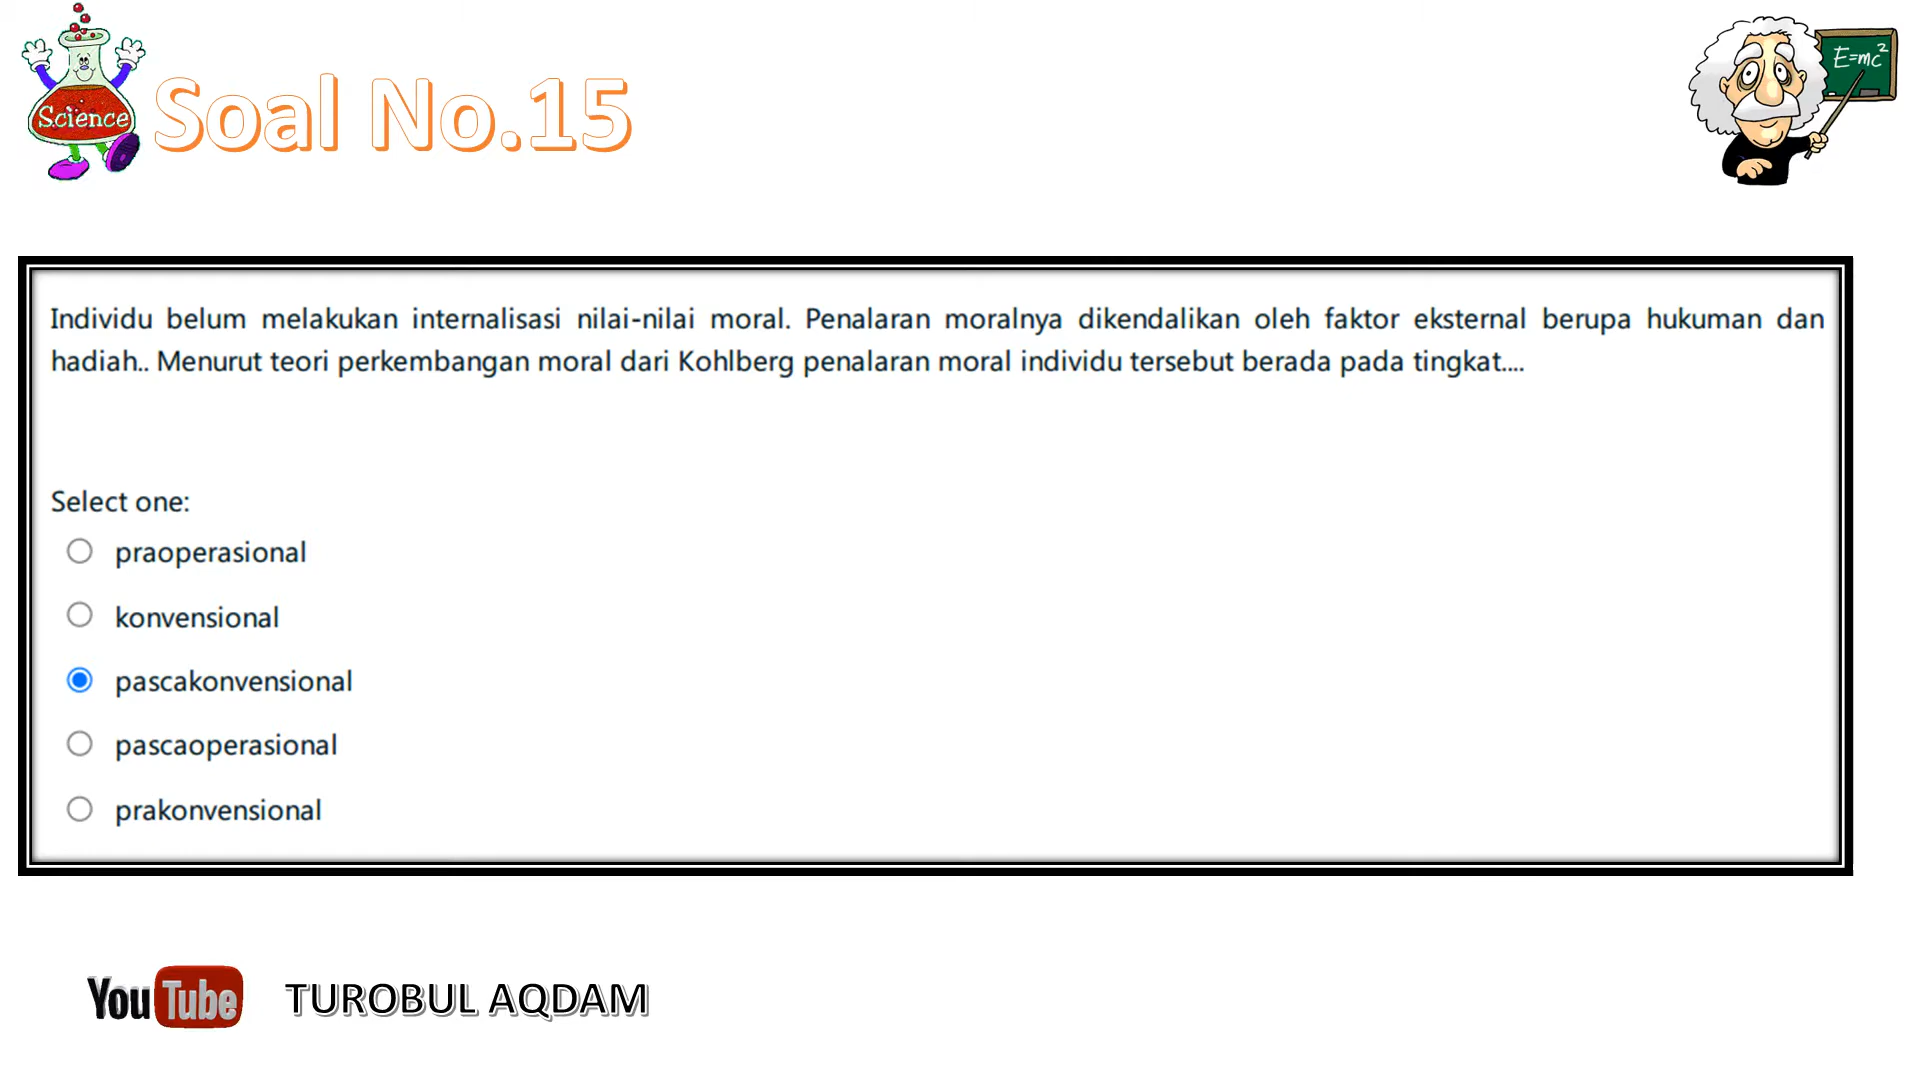 Science
Soal No.15
E=mc²
Individu belum melakukan internalisasi nilai-nilai moral. Penalaran moralnya dikendalikan oleh faktor eksternal berupa hukuman dan
hadiah.. Menurut teori perkembangan moral dari Kohlberg penalaran moral individu tersebut berada pada tingkat....
Select one:
praoperasional
konvensional
pascakonvensional
pascaoperasional
prakonvensional
YouTube TUROBUL AQDAM